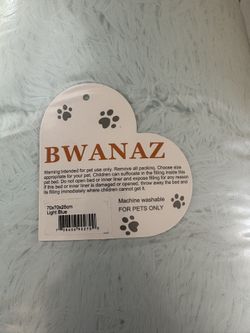 BWANAZ
Warning intended for pet use only. Remove all packing. Choose size
appropriate for your pet. Children can suffocate in the filling inside this
pet bed. Do not open bed or inner liner and expose filling for any reason
If this bed or inner liner is damaged or opened, throw away the bed and
its filling immediately where children cannot get it.
70x70x25cm
Light Blue
Machine washable
FOR PETS ONLY